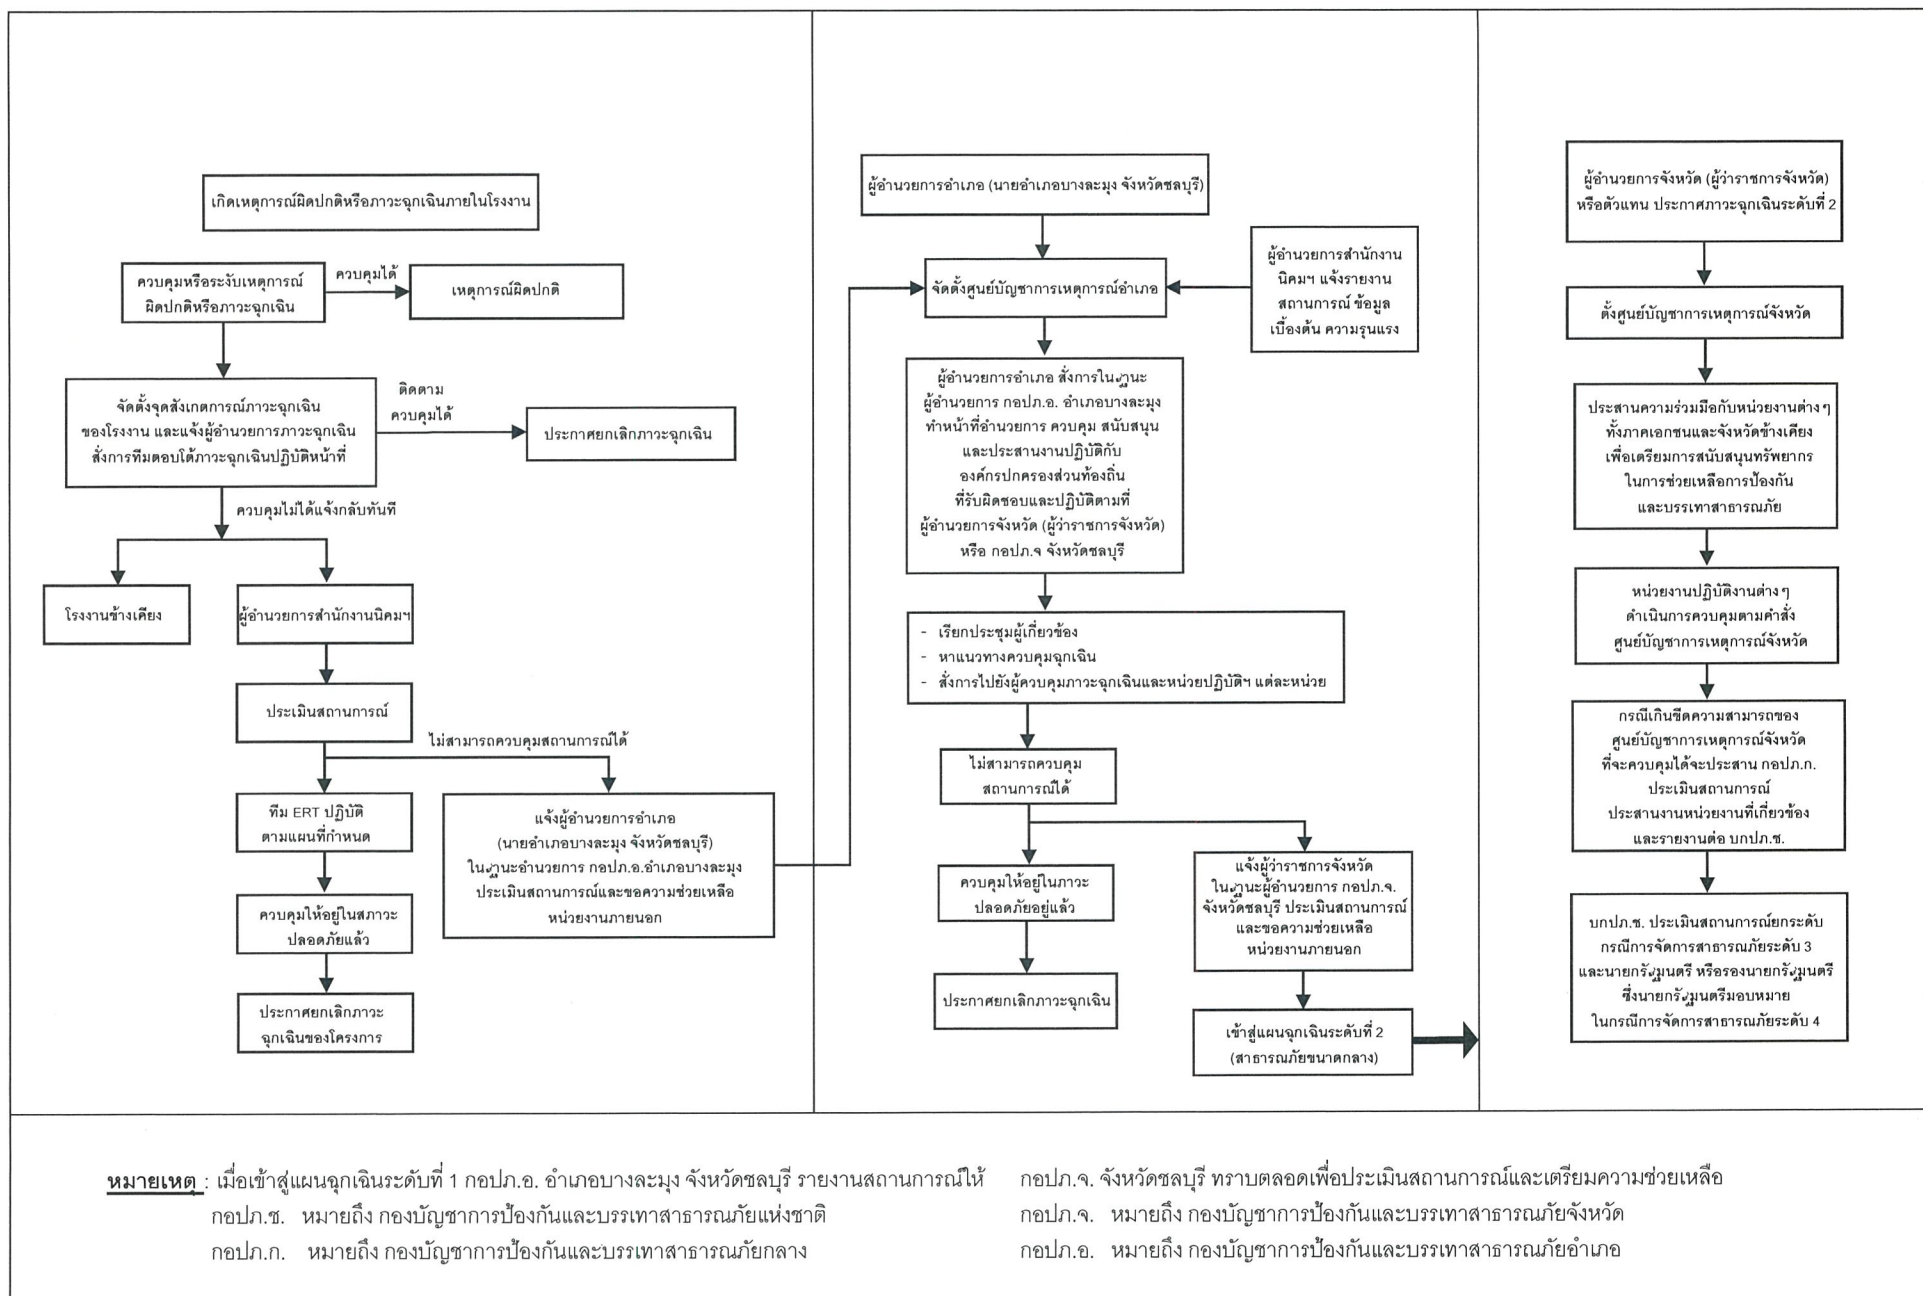 เกิดเหตุการณ์ผิดปกติหรือภาวะฉุกเฉินภายในโรงงาน
ควบคุมหรือระงับเหตุการณ์
ผิดปกติหรือภาวะฉุกเฉิน
ควบคุมได้
เหตุการณ์ผิดปกติ
จัดตั้งจุดสังเกตการณ์ภาวะฉุกเฉิน
ของโรงงาน และแจ้งผู้อำนวยการภาวะฉุกเฉิน
สั่งการทีมตอบโต้ภาวะฉุกเฉินปฏิบัติหน้าที่
ติดตาม
ควบคุมได้
ประกาศยกเลิกภาวะฉุกเฉิน
ควบคุมไม่ได้แจ้งกลับทันที
โรงงานข้างเคียง
ผู้อำนวยการสำนักงานนิคมฯ
ประเมินสถานการณ์
ไม่สามารถควบคุมสถานการณ์ได้
ทีม ERT ปฏิบัติ
ตามแผนที่กำหนด
แจ้งผู้อำนวยการอำเภอ
(นายอำเภอบางละมุง จังหวัดชลบุรี)
ในฐานะอำนวยการ กอปภ.อ.อำเภอบางละมุง
ประเมินสถานการณ์และขอความช่วยเหลือ
หน่วยงานภายนอก
ควบคุมให้อยู่ในสภาวะ
ปลอดภัยแล้ว
ประกาศยกเลิกภาวะ
ฉุกเฉินของโครงการ
ผู้อำนวยการอำเภอ (นายอำเภอบางละมุง จังหวัดชลบุรี)
จัดตั้งศูนย์บัญชาการเหตุการณ์อำเภอ
ผู้อำนวยการสำนักงาน
นิคมฯ แจ้งรายงาน
สถานการณ์ ข้อมูล
เบื้องต้น ความรุนแรง
ผู้อำนวยการอำเภอ สั่งการในฐานะ
ผู้อำนวยการ กอปภ.อ. อำเภอบางละมุง
ทำหน้าที่อำนวยการ ควบคุม สนับสนุน
และประสานงานปฏิบัติกับ
องค์กรปกครองส่วนท้องถิ่น
ที่รับผิดชอบและปฏิบัติตามที่
ผู้อำนวยการจังหวัด (ผู้ว่าราชการจังหวัด)
หรือ กอปภ.จ จังหวัดชลบุรี
- เรียกประชุมผู้เกี่ยวข้อง
- หาแนวทางควบคุมฉุกเฉิน
- สั่งการไปยังผู้ควบคุมภาวะฉุกเฉินและหน่วยปฏิบัติฯ แต่ละหน่วย
ไม่สามารถควบคุม
สถานการณ์ได้
ควบคุมให้อยู่ในภาวะ
ปลอดภัยอยู่แล้ว
ประกาศยกเลิกภาวะฉุกเฉิน
แจ้งผู้ว่าราชการจังหวัด
ในฐานะผู้อำนวยการ กอปภ.จ.
จังหวัดชลบุรี ประเมินสถานการณ์
และขอความช่วยเหลือ
หน่วยงานภายนอก
เข้าสู่แผนฉุกเฉินระดับที่ 2
(สาธารณภัยขนาดกลาง)
ผู้อำนวยการจังหวัด (ผู้ว่าราชการจังหวัด)
หรือตัวแทน ประกาศภาวะฉุกเฉินระดับที่ 2
ตั้งศูนย์บัญชาการเหตุการณ์จังหวัด
ประสานความร่วมมือกับหน่วยงานต่างๆ
ทั้งภาคเอกชนและจังหวัดข้างเคียง
เพื่อเตรียมการสนับสนุนทรัพยากร
ในการช่วยเหลือการป้องกัน
และบรรเทาสาธารณภัย
หน่วยงานปฏิบัติงานต่างๆ
ดำเนินการควบคุมตามคำสั่ง
ศูนย์บัญชาการเหตุการณ์จังหวัด
กรณีเกินขีดความสามารถของ
ศูนย์บัญชาการเหตุการณ์จังหวัด
ที่จะควบคุมได้จะประสาน กอปภ.ก.
ประเมินสถานการณ์
ประสานงานหน่วยงานที่เกี่ยวข้อง
และรายงานต่อ บกปภ.ช.
บกปภ.ช. ประเมินสถานการณ์ยกระดับ
กรณีการจัดการสาธารณภัยระดับ 3
และนายกรัฐมนตรี หรือรองนายกรัฐมนตรี
ซึ่งนายกรัฐมนตรีมอบหมาย
ในกรณีการจัดการสาธารณภัยระดับ 4
หมายเหตุ : เมื่อเข้าสู่แผนฉุกเฉินระดับที่ 1 กอปภ.อ. อำเภอบางละมุง จังหวัดชลบุรี รายงานสถานการณ์ให้ กอปภ.จ. จังหวัดชลบุรี ทราบตลอดเพื่อประเมินสถานการณ์และเตรียมความช่วยเหลือ
กอปภ.ช. หมายถึง กองบัญชาการป้องกันและบรรเทาสาธารณภัยแห่งชาติ กอปภ.จ. หมายถึง กองบัญชาการป้องกันและบรรเทาสาธารณภัยจังหวัด
กอปภ.ก. หมายถึง กองบัญชาการป้องกันและบรรเทาสาธารณภัยกลาง กอปภ.อ. หมายถึง กองบัญชาการป้องกันและบรรเทาสาธารณภัยอำเภอ